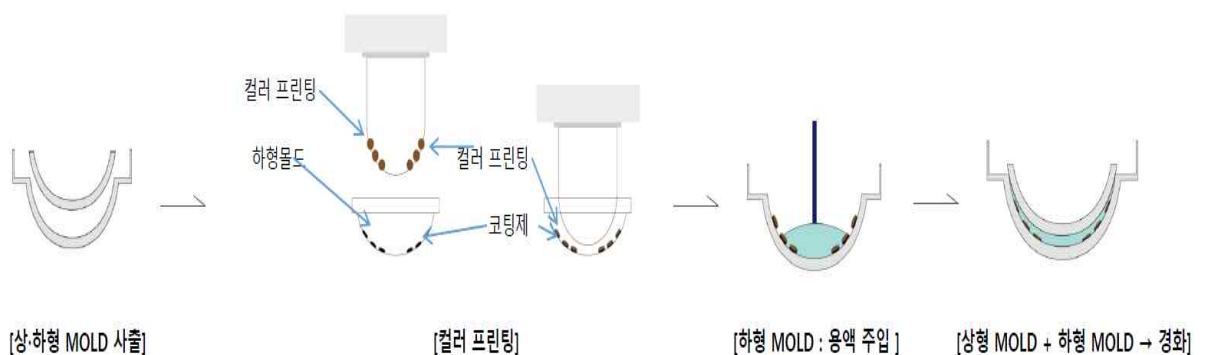 컬러 프린팅
하형몰드
컬러 프린팅
코팅제
[상·하형 MOLD 사출]
[컬러 프린팅]
[하형 MOLD : 용액 주입 ]
[상형 MOLD + 하형 MOLD → 경화]